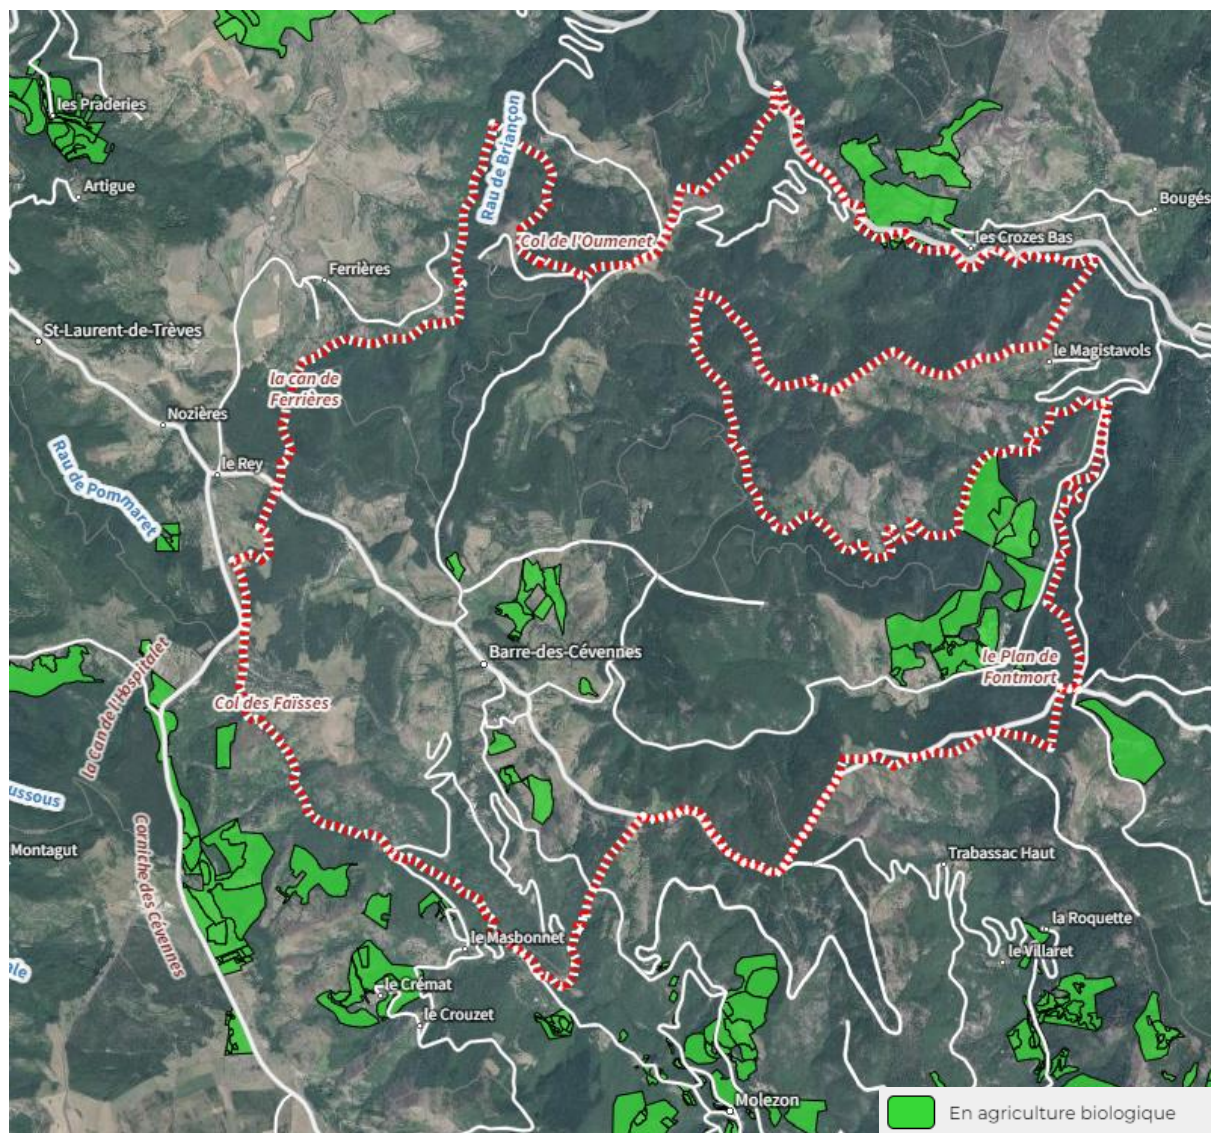 les Praderies
Artigue
Rau de Briançon
Bougés
Col de l'Oumenet
les Crozes Bas
Ferrières
St-Laurent-de-Trèves
le Magistavols
la can de
Ferrières
Nozières
le Rey
Rau de Pommaret
Barre-des-Cévennes
le Plan de
Fontmort
la Can de l'Hospitalet
Col des Faïsses
ussous
Montagut
Corniche des Cévennes
Trabassac Haut
la Roquette
le Masbonnet
le Villaret
ale
le Crémat
le Crouzet
Molezon
En agriculture biologique